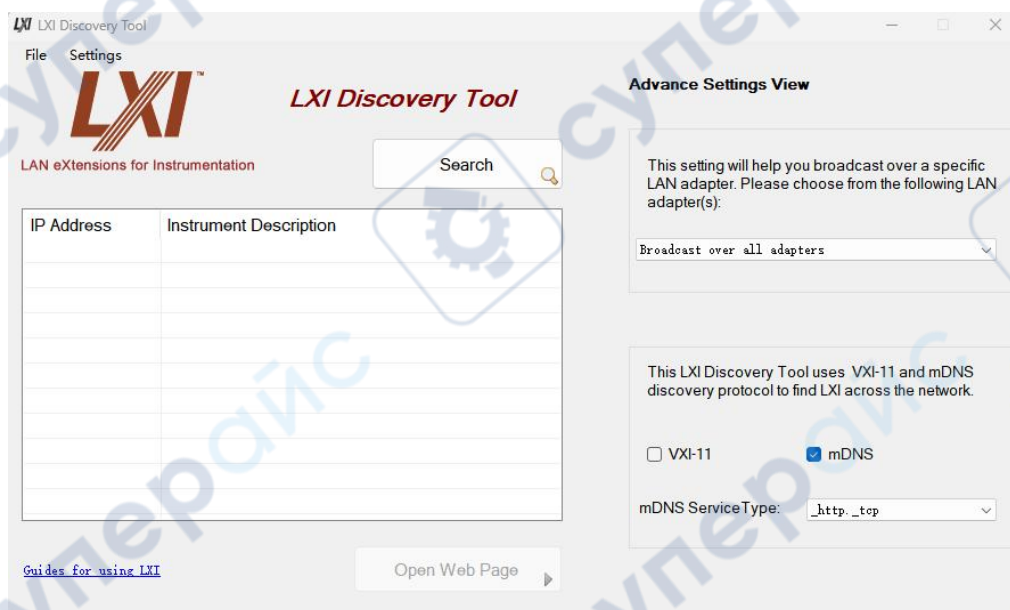 LXI LXI Discovery Tool
File Settings
LXI™
LAN eXtensions for Instrumentation
LXI Discovery Tool
Search
IP Address Instrument Description
Guides for using LXI
Open Web Page
Advance Settings View
This setting will help you broadcast over a specific
LAN adapter. Please choose from the following LAN
adapter(s):
Broadcast over all adapters
This LXI Discovery Tool uses VXI-11 and mDNS
discovery protocol to find LXI across the network.
VXI-11 mDNS
mDNS ServiceType: _http._tcp
суперайс